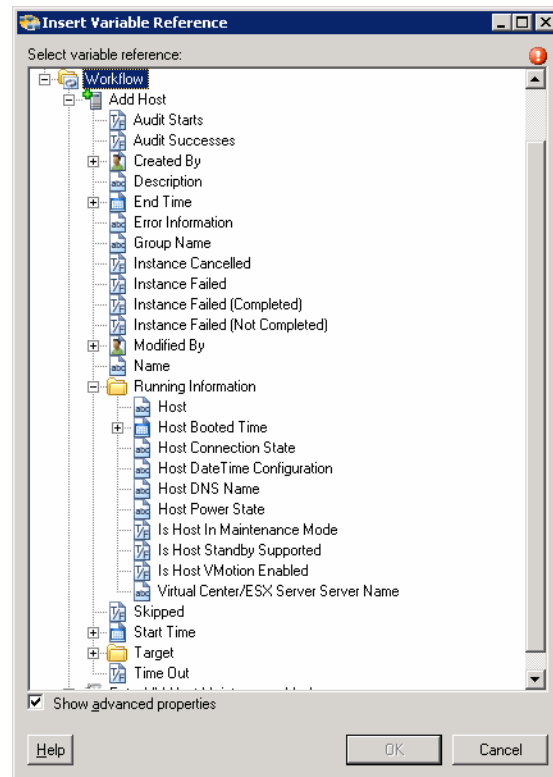 Insert Variable Reference
Select variable reference:
Workflow
Add Host
Audit Starts
Audit Successes
Created By
Description
End Time
Error Information
Group Name
Instance Cancelled
Instance Failed
Instance Failed (Completed)
Instance Failed (Not Completed)
Modified By
Name
Running Information
Host
Host Booted Time
Host Connection State
Host DateTime Configuration
Host DNS Name
Host Power State
Is Host In Maintenance Mode
Is Host Standby Supported
Is Host VMotion Enabled
Virtual Center/ESX Server Server Name
Skipped
Start Time
Target
Time Out
Show advanced properties
Help
OK
Cancel